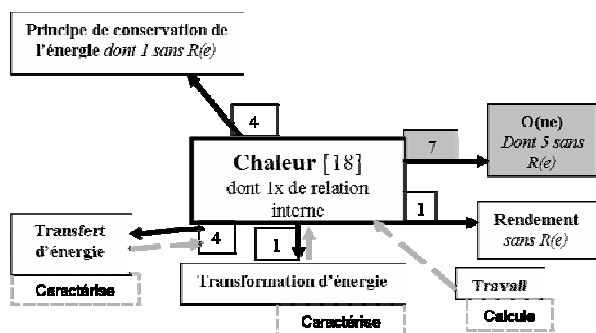 Principe de conservation de
l'énergie dont 1 sans R(e)
4
Chaleur [18]
dont 1x de relation
interne
7
O(ne)
Dont 5 sans
R(e)
1
Rendement
sans R(e)
Transfert
d'énergie
4
1
Caractérise
Transformation d'énergie
Caractérise
Travail
Calcule